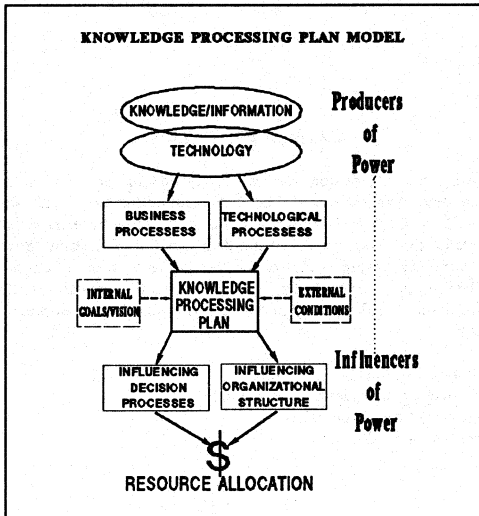 KNOWLEDGE PROCESSING PLAN MODEL
KNOWLEDGE/INFORMATION
TECHNOLOGY
Producers
of
Power
BUSINESS
PROCESSESS
TECHNOLOGICAL
PROCESSESS
INTERNAL
GOALS/VISION
KNOWLEDGE
PROCESSING
PLAN
EXTERNAL
CONDITIONS
INFLUENCING
DECISION
PROCESSES
INFLUENCING
ORGANIZATIONAL
STRUCTURE
Influencers
of
Power
$
RESOURCE ALLOCATION